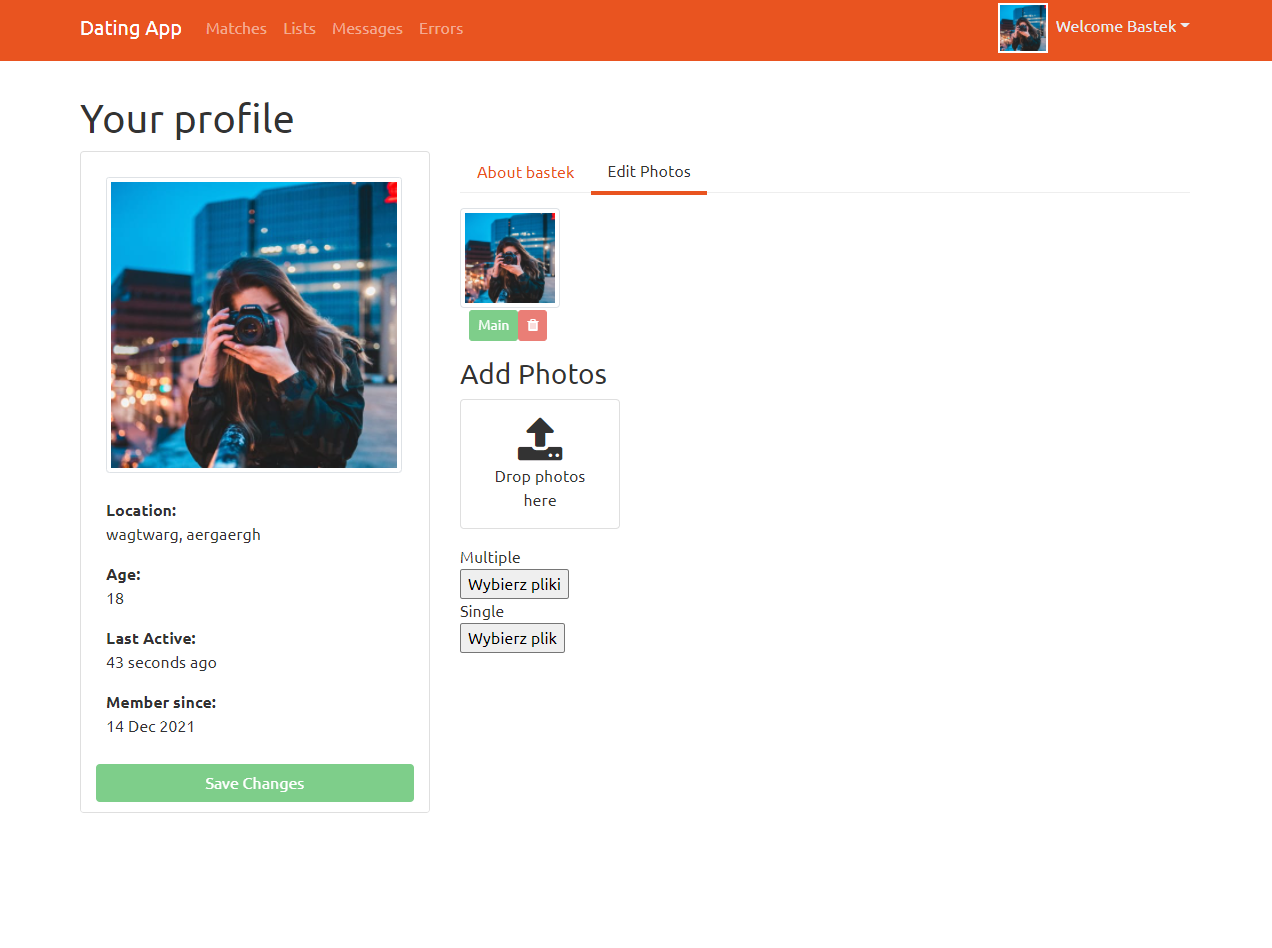 Dating App Matches Lists Messages Errors Welcome Bastek
Your profile
About bastek Edit Photos
Main
Add Photos
Drop photos
here
Multiple
Wybierz pliki
Single
Wybierz plik
Location:
wagtwarg, aergaergh
Age:
18
Last Active:
43 seconds ago
Member since:
14 Dec 2021
Save Changes